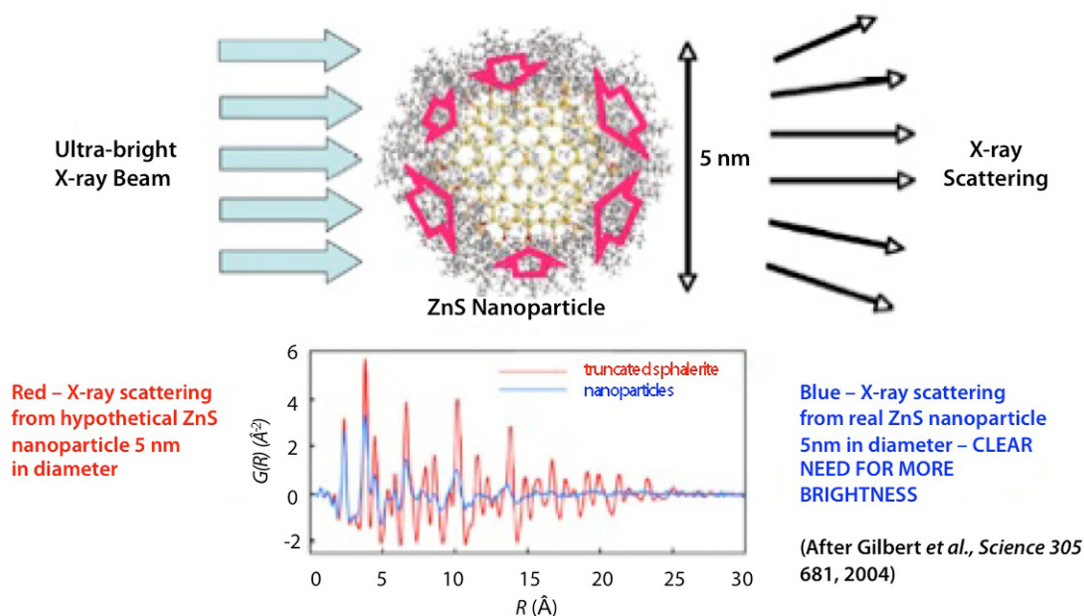 Ultra-bright
X-ray Beam
5 nm
X-ray
Scattering
ZnS Nanoparticle
Red – X-ray scattering
from hypothetical ZnS
nanoparticle 5 nm
in diameter
6
4
2
0
-2
G(R) (Å-2)
truncated sphalerite
nanoparticles
0 5 10 15 20 25 30
R (Å)
Blue – X-ray scattering
from real ZnS nanoparticle
5nm in diameter – CLEAR
NEED FOR MORE
BRIGHTNESS
(After Gilbert et al., Science 305
681, 2004)